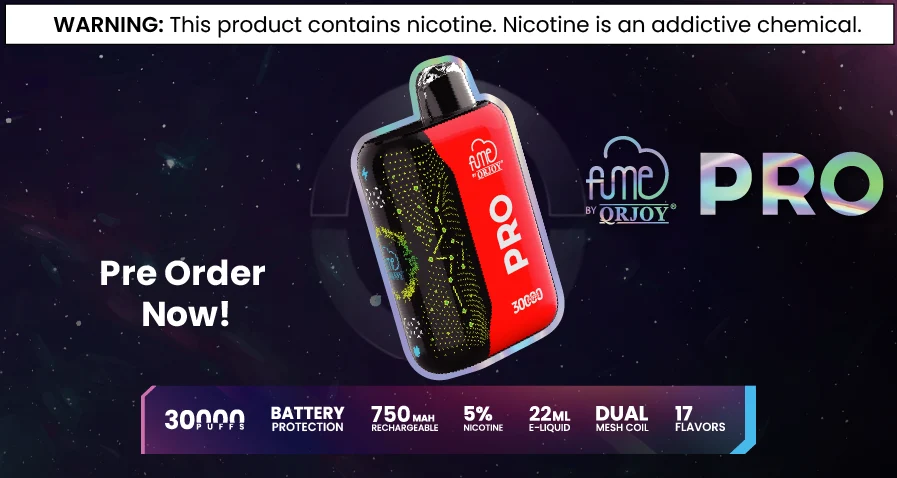 WARNING: This product contains nicotine. Nicotine is an addictive chemical.
fume
BY QRJOY
PRO
30000
fume
BY QRJOY®
PRO
Pre Order
Now!
30000
PUFFS
BATTERY
PROTECTION
750 MAH
RECHARGEABLE
5%
NICOTINE
22ML
E-LIQUID
DUAL
MESH COIL
17
FLAVORS